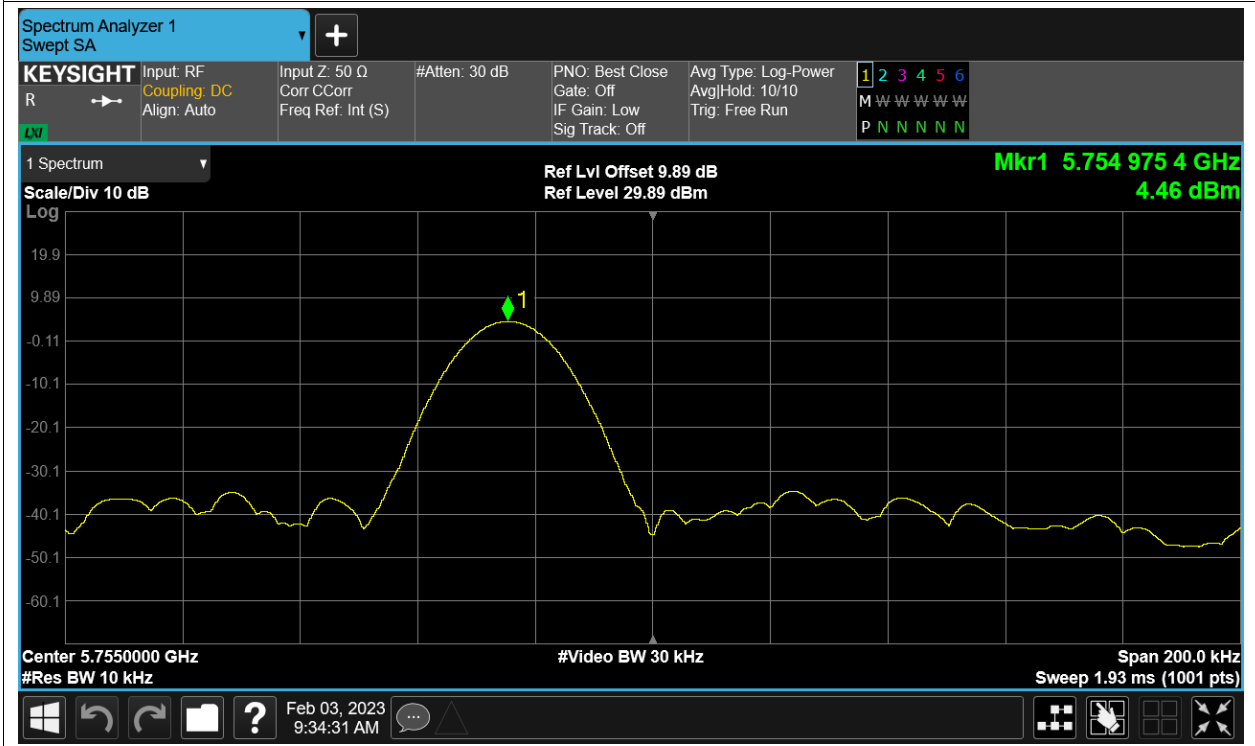 Spectrum Analyzer 1
Swept SA
+
KEYSIGHT
R
LXI
Input: RF
Coupling: DC
Align: Auto
Input Z: 50 Ω
Corr CCorr
Freq Ref: Int (S)
#Atten: 30 dB
PNO: Best Close
Gate: Off
IF Gain: Low
Sig Track: Off
Avg Type: Log-Power
Avg|Hold: 10/10
Trig: Free Run
1 2 3 4 5 6
M W W W W W
P N N N N N
1 Spectrum
Scale/Div 10 dB
Log
Ref Lvl Offset 9.89 dB
Ref Level 29.89 dBm
Mkr1 5.754 975 4 GHz
4.46 dBm
19.9
9.89
1
-0.11
-10.1
-20.1
-30.1
-40.1
-50.1
-60.1
Center 5.7550000 GHz
#Res BW 10 kHz
#Video BW 30 kHz
Span 200.0 kHz
Sweep 1.93 ms (1001 pts)
?
Feb 03, 2023
9:34:31 AM